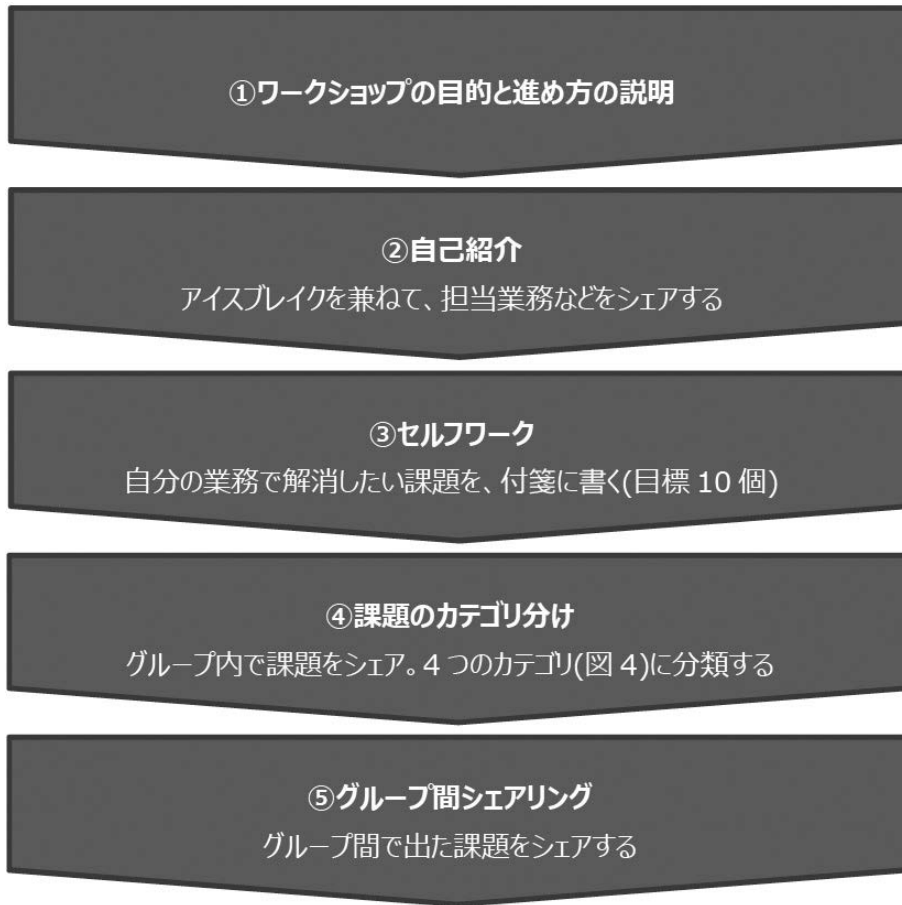 ①ワークショップの目的と進め方の説明
②自己紹介
アイスブレイクを兼ねて、担当業務などをシェアする
③セルフワーク
自分の業務で解消したい課題を、付箋に書く(目標 10 個)
④課題のカテゴリ分け
グループ内で課題をシェア。4 つのカテゴリ(図 4)に分類する
⑤グループ間シェアリング
グループ間で出た課題をシェアする